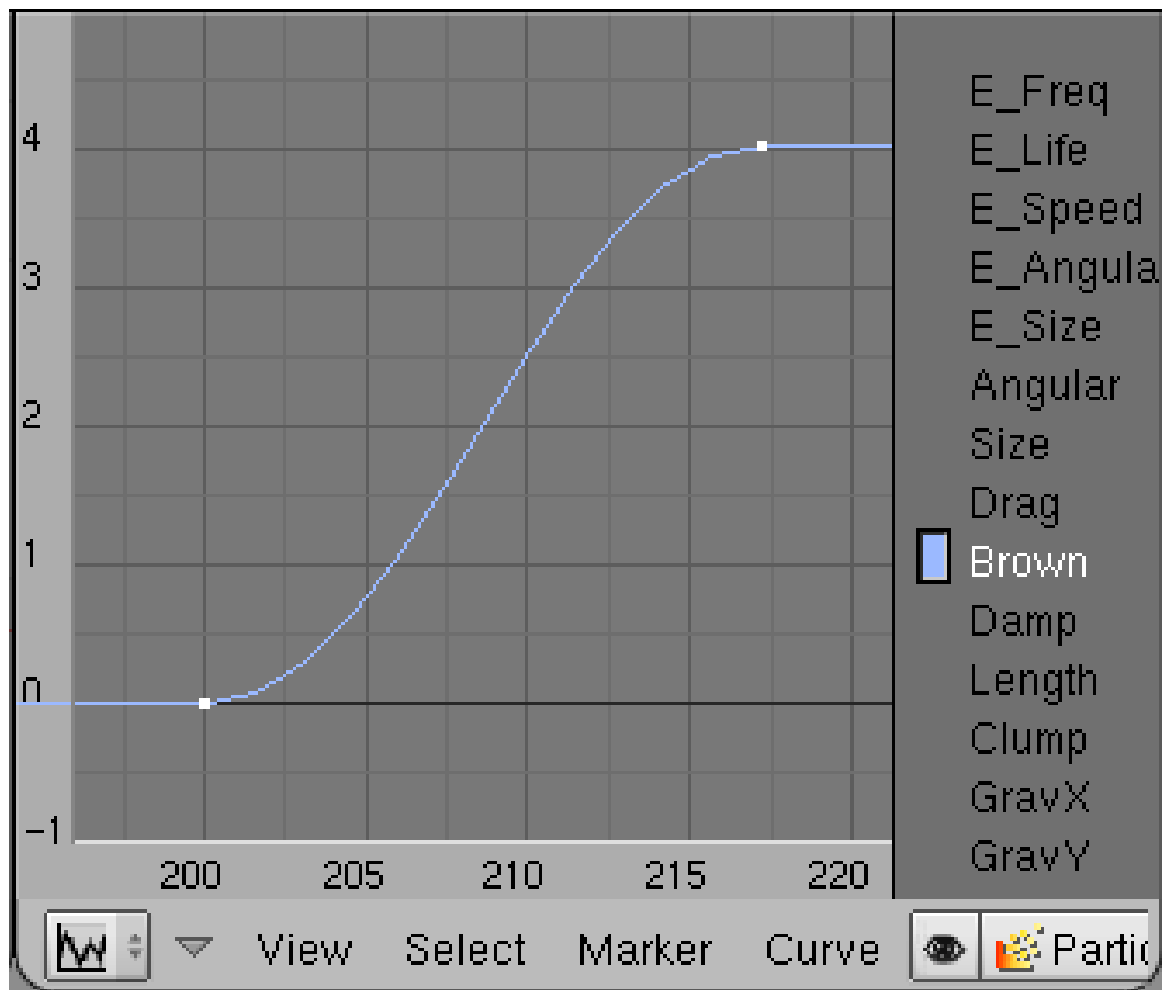 4
3
2
1
0
-1
200 205 210 215 220
E_Freq
E_Life
E_Speed
E_Angula
E_Size
Angular
Size
Drag
Brown
Damp
Length
Clump
GravX
GravY
View Select Marker Curve Partic